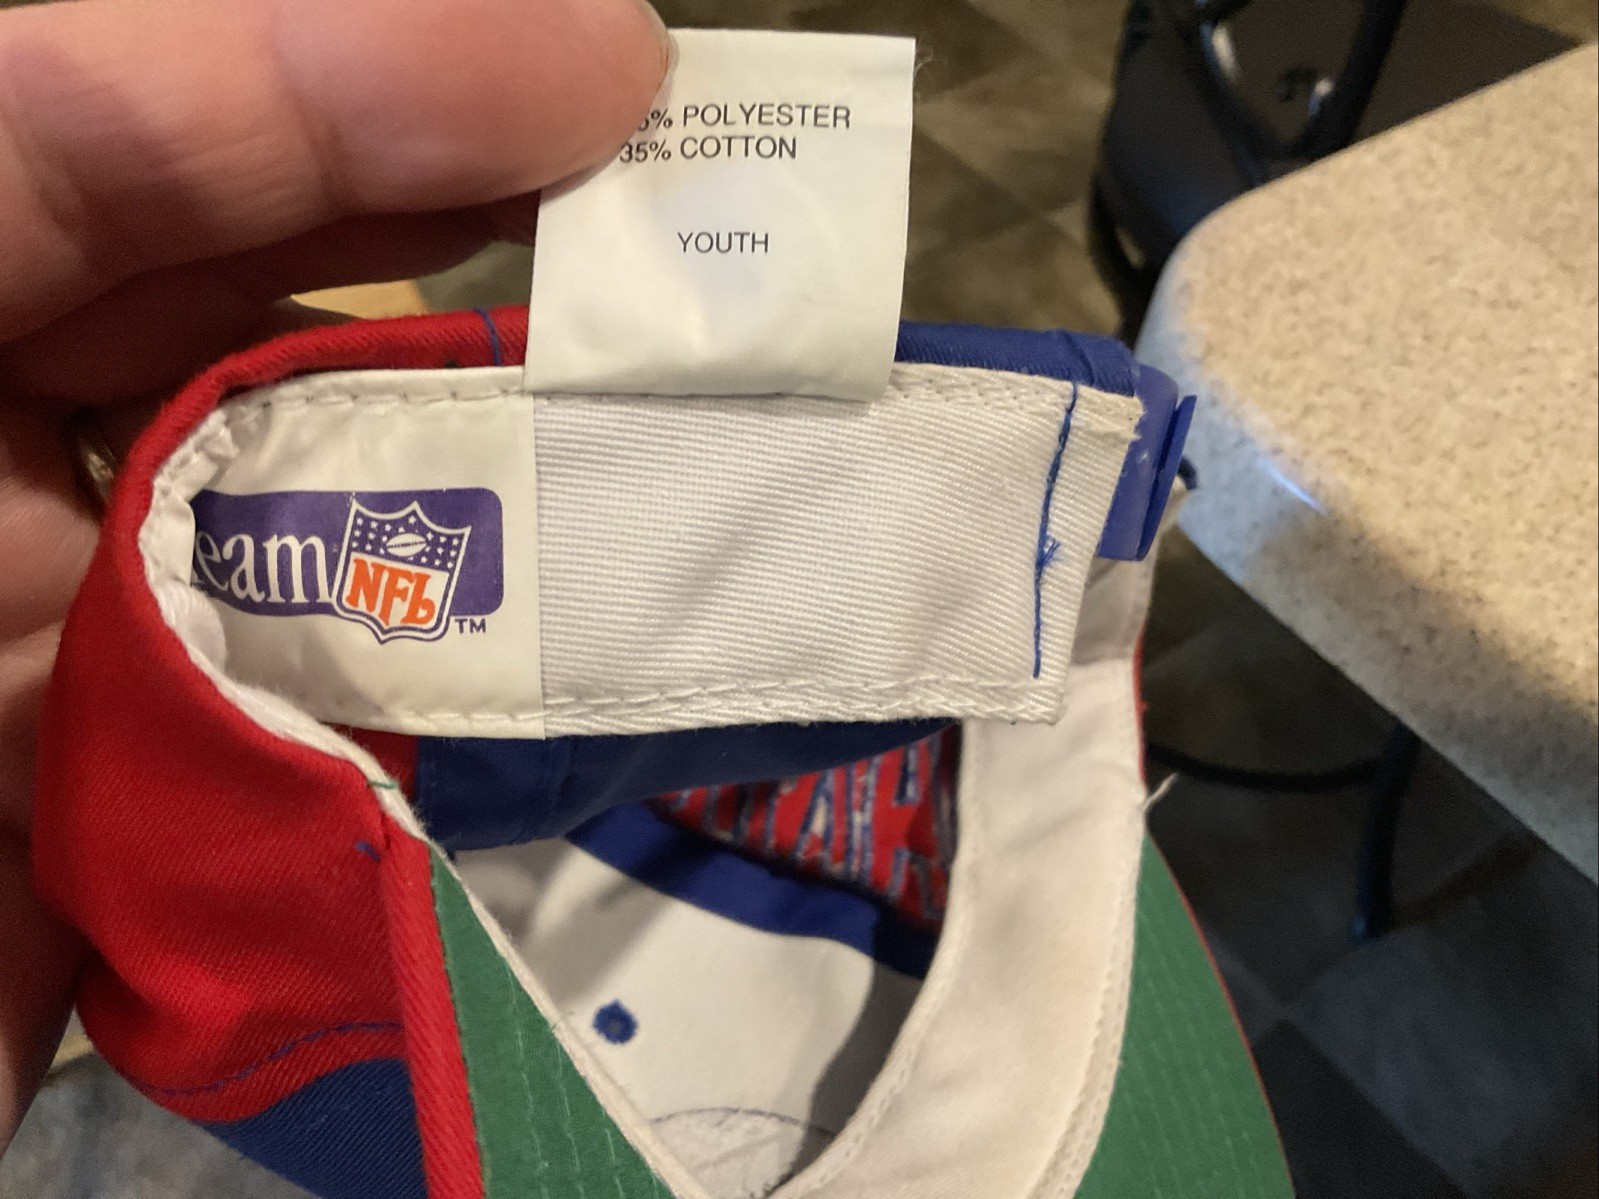 5% POLYESTER
35% COTTON
YOUTH
eam
NFL
TM